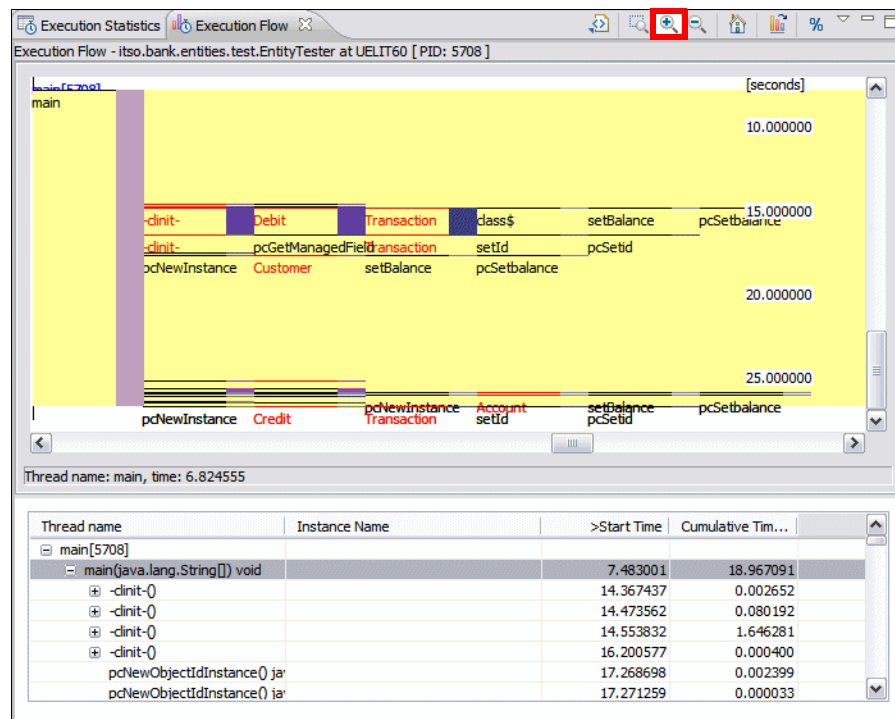 Execution Statistics Execution Flow %
Execution Flow - itso.bank.entities.test.EntityTester at UELIT60 [ PID: 5708 ]
main[5708] [seconds]
main
10.000000
15.000000
-clinit- Debit Transaction class$ setBalance pcSetbalance
-clinit- pcGetManagedField Transaction setId pcSetid
pcNewInstance Customer setBalance pcSetbalance
20.000000
25.000000
pcNewInstance Account setBalance pcSetbalance
pcNewInstance Credit Transaction setId pcSetid
Thread name: main, time: 6.824555
Thread name Instance Name >Start Time Cumulative Tim...
main[5708]
main(java.lang.String[]) void 7.483001 18.967091
-clinit-() 14.367437 0.002652
-clinit-() 14.473562 0.080192
-clinit-() 14.553832 1.646281
-clinit-() 16.200577 0.000400
pcNewObjectIdInstance() ja 17.268698 0.002399
pcNewObjectIdInstance() ja 17.271259 0.000033